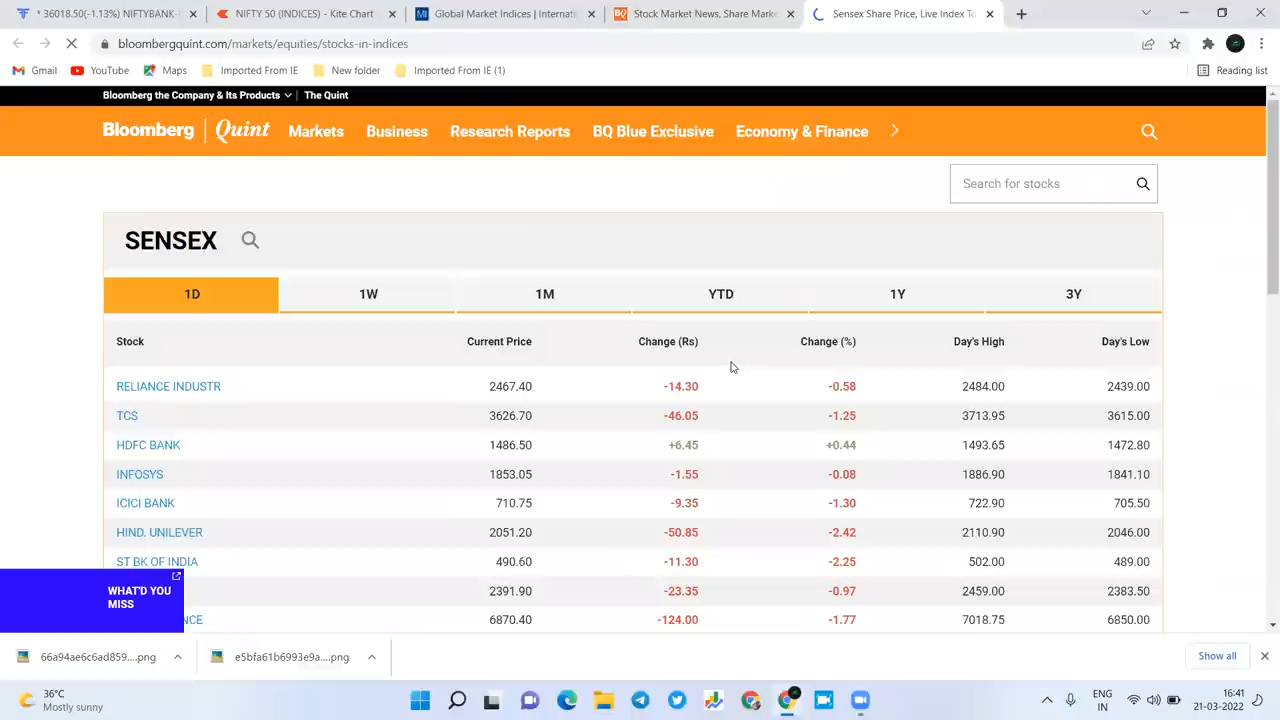 * 36018.50(-1.13%) NIFTYBANK-
NIFTY 50 (INDICES) - Kite Chart
Global Market Indices | Internati
Stock Market News, Share Marke
Sensex Share Price, Live Index To
bloombergquint.com/markets/equities/stocks-in-indices
Gmail
YouTube
Maps
Imported From IE
New folder
Imported From IE (1)
Reading list
Bloomberg the Company & Its Products | The Quint
Bloomberg | Quint Markets Business Research Reports BQ Blue Exclusive Economy & Finance
Search for stocks
SENSEX
1D 1W 1M YTD 1Y 3Y
Stock Current Price Change (Rs) Change (%) Day's High Day's Low
RELIANCE INDUSTR 2467.40 -14.30 -0.58 2484.00 2439.00
TCS 3626.70 -46.05 -1.25 3713.95 3615.00
HDFC BANK 1486.50 +6.45 +0.44 1493.65 1472.80
INFOSYS 1853.05 -1.55 -0.08 1886.90 1841.10
ICICI BANK 710.75 -9.35 -1.30 722.90 705.50
HIND. UNILEVER 2051.20 -50.85 -2.42 2110.90 2046.00
ST BK OF INDIA 490.60 -11.30 -2.25 502.00 489.00
2391.90 -23.35 -0.97 2459.00 2383.50
NCE 6870.40 -124.00 -1.77 7018.75 6850.00
WHAT'D YOU
MISS
66a94ae6c6ad859....png
e5bfa61b6993e9a....png
Show all
36°C
Mostly sunny
ENG
IN
16:41
21-03-2022